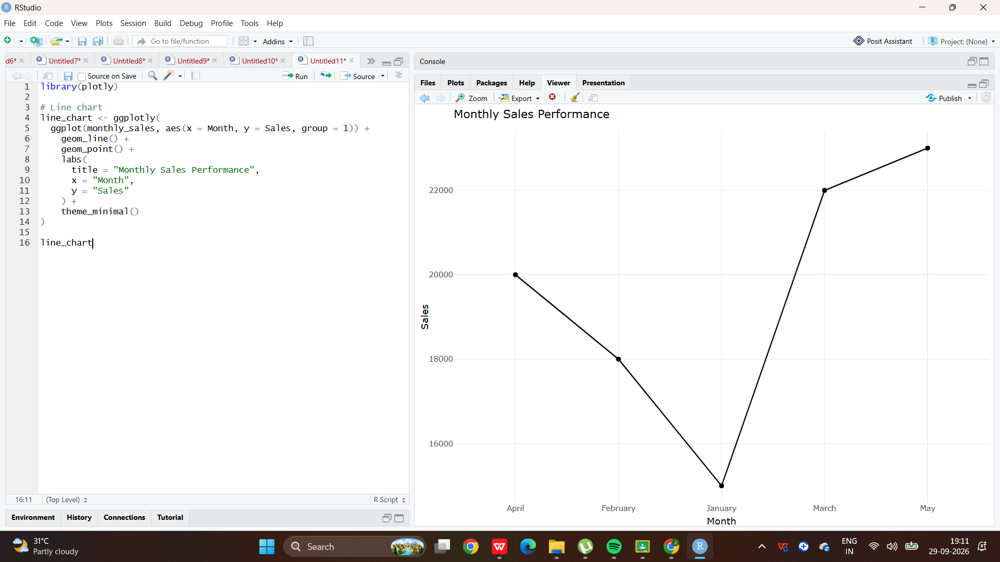 RStudio
File Edit Code View Plots Session Build Debug Profile Tools Help
Go to file/function Addins Posit Assistant Project: (None)
d6* Untitled7* Untitled8* Untitled9* Untitled10* Untitled11*
Source on Save Run Source
1 library(plotly)
2
3 # Line chart
4 line_chart <- ggplotly(
5 ggplot(monthly_sales, aes(x = Month, y = Sales, group = 1)) +
6 geom_line() +
7 geom_point() +
8 labs(
9 title = "Monthly Sales Performance",
10 x = "Month",
11 y = "Sales"
12 ) +
13 theme_minimal()
14 )
15
16 line_chart
16:11 (Top Level) R Script
Environment History Connections Tutorial
Console
Files Plots Packages Help Viewer Presentation
Zoom Export Publish
Monthly Sales Performance
22000
20000
18000
16000
Sales
April February January March May
Month
31°C
Partly cloudy
Search
ENG
IN
19:11
29-09-2026